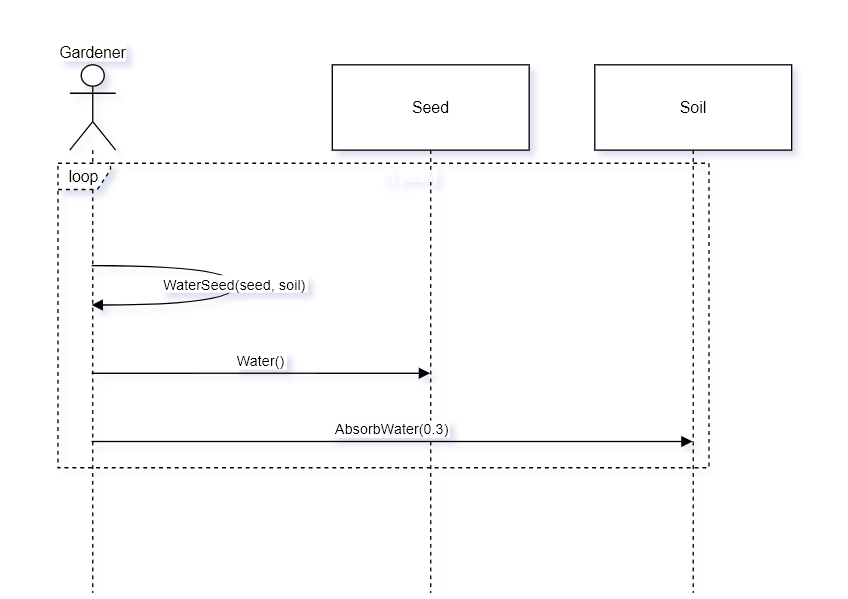 Gardener
Seed
Soil
loop
WaterSeed(seed, soil)
Water()
AbsorbWater(0.3)